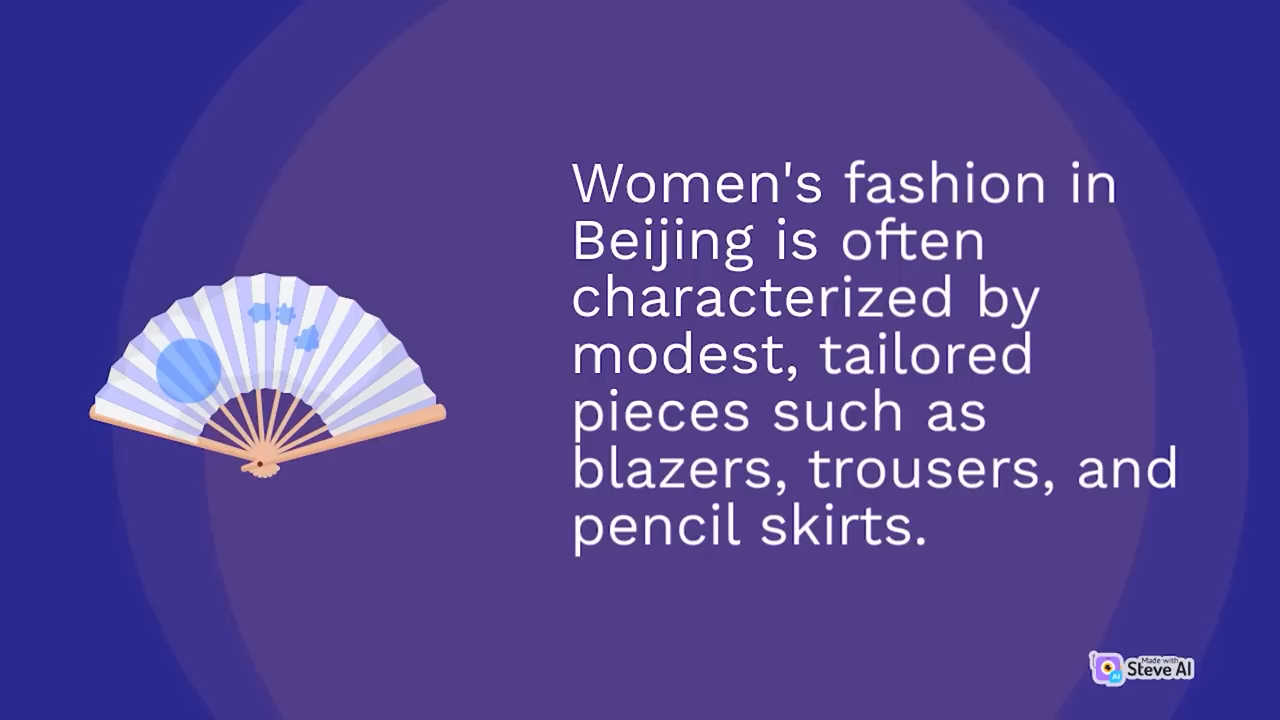 Women's fashion in
Beijing is often
characterized by
modest, tailored
pieces such as
blazers, trousers, and
pencil skirts.
Made with
Steve AI
AI